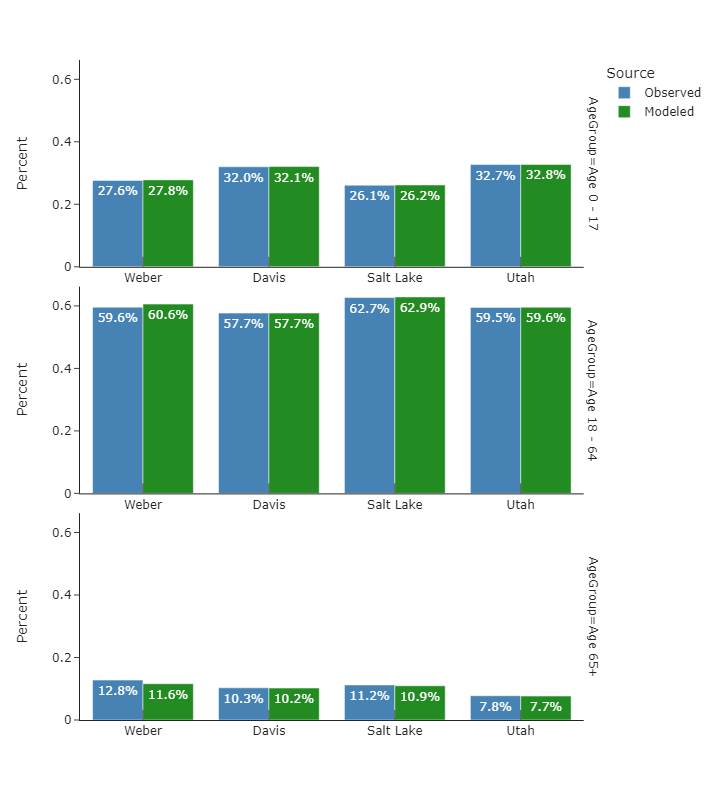 Source
Observed
Modeled
Percent
0.6
0.4
0.2
0
27.6%
27.8%
32.0%
32.1%
26.1%
26.2%
32.7%
32.8%
Weber
Davis
Salt Lake
Utah
AgeGroup=Age 0 - 17
Percent
0.6
0.4
0.2
0
59.6%
60.6%
57.7%
57.7%
62.7%
62.9%
59.5%
59.6%
Weber
Davis
Salt Lake
Utah
AgeGroup=Age 18 - 64
Percent
0.6
0.4
0.2
0
12.8%
11.6%
10.3%
10.2%
11.2%
10.9%
7.8%
7.7%
Weber
Davis
Salt Lake
Utah
AgeGroup=Age 65+